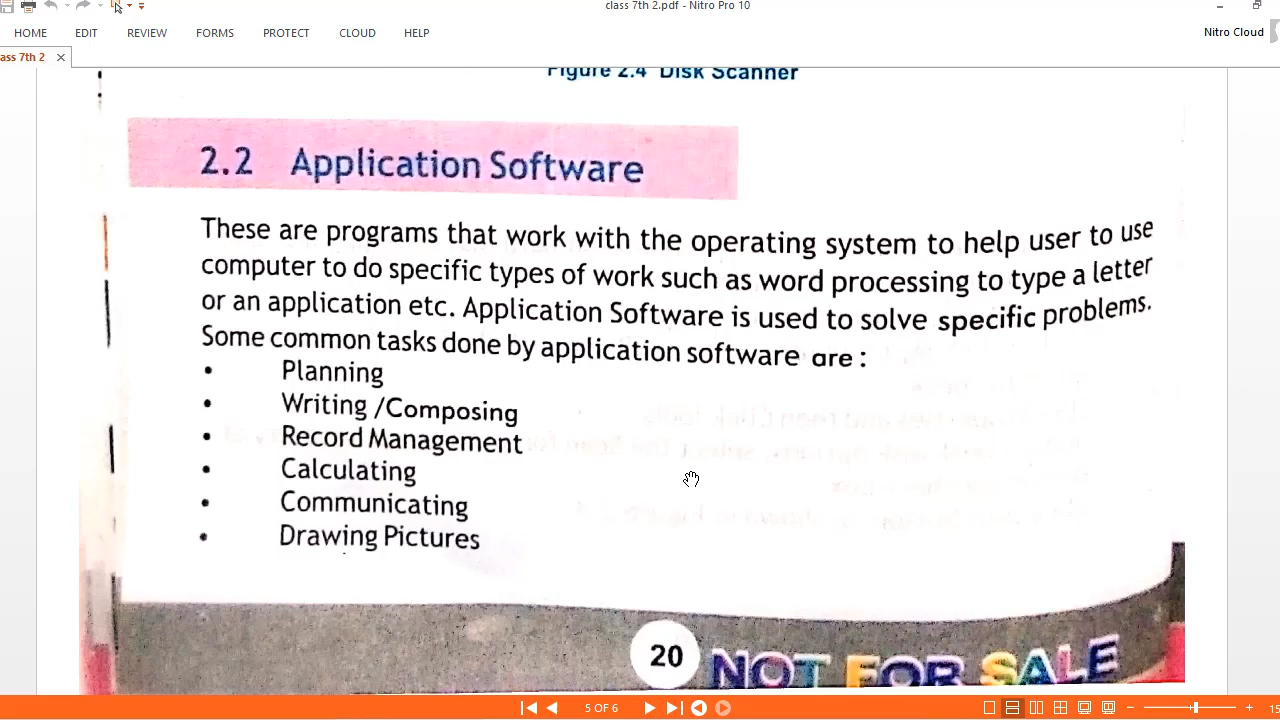 class 7th 2.pdf - Nitro Pro 10
HOME EDIT REVIEW FORMS PROTECT CLOUD HELP
Nitro Cloud
ass 7th 2
Figure 2.4 Disk Scanner
2.2 Application Software
These are programs that work with the operating system to help user to use
computer to do specific types of work such as word processing to type a letter
or an application etc. Application Software is used to solve specific problems.
Some common tasks done by application software are :
• Planning
• Writing /Composing
• Record Management
• Calculating
• Communicating
• Drawing Pictures
20
NOT FOR SALE
5 OF 6
15